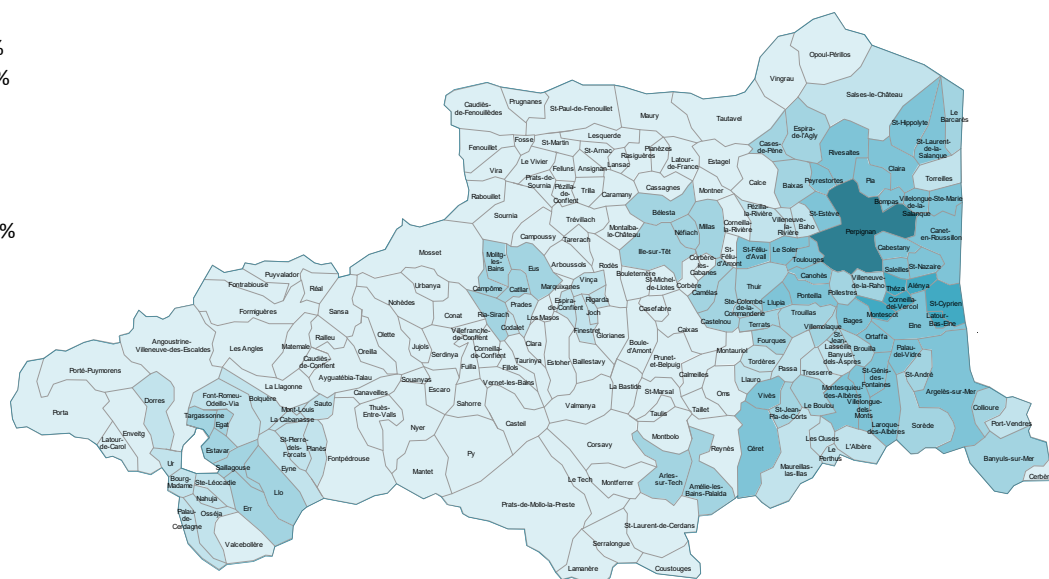 %
%
%
Opoul-Périllos
Vingrau
Salses-le-Château
Caudiès-
de-Fenouillèdes
Prugnanes
St-Paul-de-Fenouillet
Maury
Tautavel
Le
Barcarès
St-Hippolyte
Espira-
de-l'Agly
Cases-
de-Pène
Rivesaltes
St-Laurent-
de-la-
Salanque
Fenouillet
Fosse
St-Martin
Lesquerde
St-Arnac
Lansac
Rasiguères
Planèzes
Latour-
de-France
Estagel
Claira
Pia
Torreilles
Vira
Le Vivier
Prats-de-
Sournia
Felluns
Pézilla-
de-
Conflent
Ansignan
Trilla
Caramany
Cassagnes
Montner
Calce
Baixas
Peyrestortes
Rabouillet
Sournia
Trévillach
Montalba-
le-Château
Bélesta
Néfiach
Millas
Corneilla-
la-Rivière
Pézilla-
la-Rivière
Villeneuve-
la-
Rivière
Baho
St-Estève
Perpignan
Bompas
Villelongue-
de-la-
Salanque
Ste-Marie
Canet-
en-Roussillon
Mosset
Campoussy
Tarerach
Arboussols
Rodès
Ille-sur-Têt
Bouleternère
St-Michel-
de-Llotes
Corbère-
les-
Cabanes
Corbère
St-
Féliu-
d'Amont
St-Féliu-
d'Avall
Le Soler
Toulouges
Cabestany
Saleilles
St-Nazaire
Puyvalador
Fontrabiouse
Réal
Urbanya
Nohèdes
Conat
Molitg-
les-
Bains
Campôme
Catllar
Eus
Marquixanes
Vinça
Espira-
de-Conflent
Rigarda
Joch
Finestret
Glorianes
Casefabre
Camélas
Thuir
Canohès
Ponteilla
Pollestres
Villeneuve-
de-la-Raho
Théza
Alénya
Corneilla-
del-Vercol
Montescot
St-Cyprien
Latour-
Bas-Elne
Elne
Formiguères
Sansa
Railleu
Olette
Jujols
Serdinya
Villefranche-
de-Conflent
Ria-Sirach
Prades
Codalet
Los Masos
Clara
Taurinya
Corneilla-
de-Conflent
Fuilla
Fillols
Estoher
Baillestavy
Boule-
d'Amont
Caixas
Castelnou
Ste-Colombe-
de-la-
Commanderie
Llupia
Terrats
Trouillas
Villemolaque
Bages
Ortaffa
Palau-
del-Vidre
Angoustrine-
Villeneuve-des-Escaldes
Les Angles
Matemale
Caudiès-
de-Conflent
Oreilla
Ayguatébia-Talau
Souanyas
Escaro
Vernet-les-Bains
La Bastide
Prunet-
et-Belpuig
Calmeilles
Montauriol
Fourques
Tordères
Passa
Tresserre
St-
Jean-
Lasseille
Banyuls-
dels-Aspres
Brouilla
St-Génis-
des-
Fontaines
St-André
Argelès-sur-Mer
Porté-Puymorens
Porta
Dorres
Font-Romeu-
Odeillo-Via
Bolquère
La Llagonne
Mont-Louis
La Cabanasse
Sauto
Canaveilles
Thuès-
Entre-Valls
Sahorre
Nyer
Casteil
Valmanya
St-Marsal
Taulis
Taillet
Oms
Llauro
Vivès
St-Jean-
Pla-de-Corts
Le Boulou
Montesquieu-
des-Albères
Villelongue-
dels-
Monts
Laroque-
des-Albères
Sorède
Collioure
Port-Vendres
Latour-
de-Carol
Enveitg
Targassonne
Egat
Estavar
St-Pierre-
dels-
Forcats
Planès
Fontpédrouse
Mantet
Py
Corsavy
Montbolo
Reynés
Céret
Les Cluses
Le
Perthus
L'Albère
Maureillas-
las-Illas
Banyuls-sur-Mer
Cerbère
Ur
Bourg-
Madame
Ste-Léocadie
Saillagouse
Eyne
Llo
Nahuja
Osséja
Palau-
de-
Cerdagne
Err
Valcebollère
Le Tech
Montferrer
Arles-
sur-Tech
Amélie-les-
Bains-Palalda
Prats-de-Mollo-la-Preste
St-Laurent-de-Cerdans
Serralongue
Lamanère
Coustouges